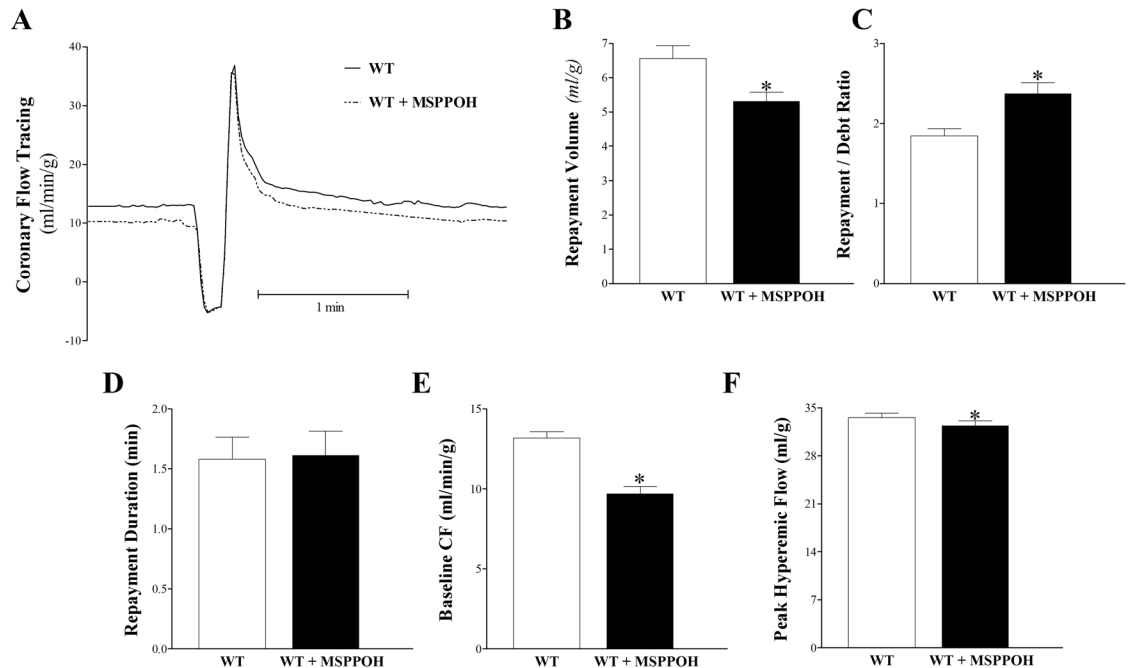 A
Coronary Flow Tracing
(ml/min/g)
40
30
20
10
0
-10
WT
WT + MSPPOH
1 min
B
Repayment Volume (ml/g)
7
6
5
4
3
2
1
0
*
WT
WT + MSPPOH
C
Repayment / Debt Ratio
3
2
1
0
*
WT
WT + MSPPOH
D
Repayment Duration (min)
2.0
1.5
1.0
0.5
0.0
WT
WT + MSPPOH
E
Baseline CF (ml/min/g)
15
10
5
0
*
WT
WT + MSPPOH
F
Peak Hyperemic Flow (ml/g)
35
28
21
14
7
0
*
WT
WT + MSPPOH